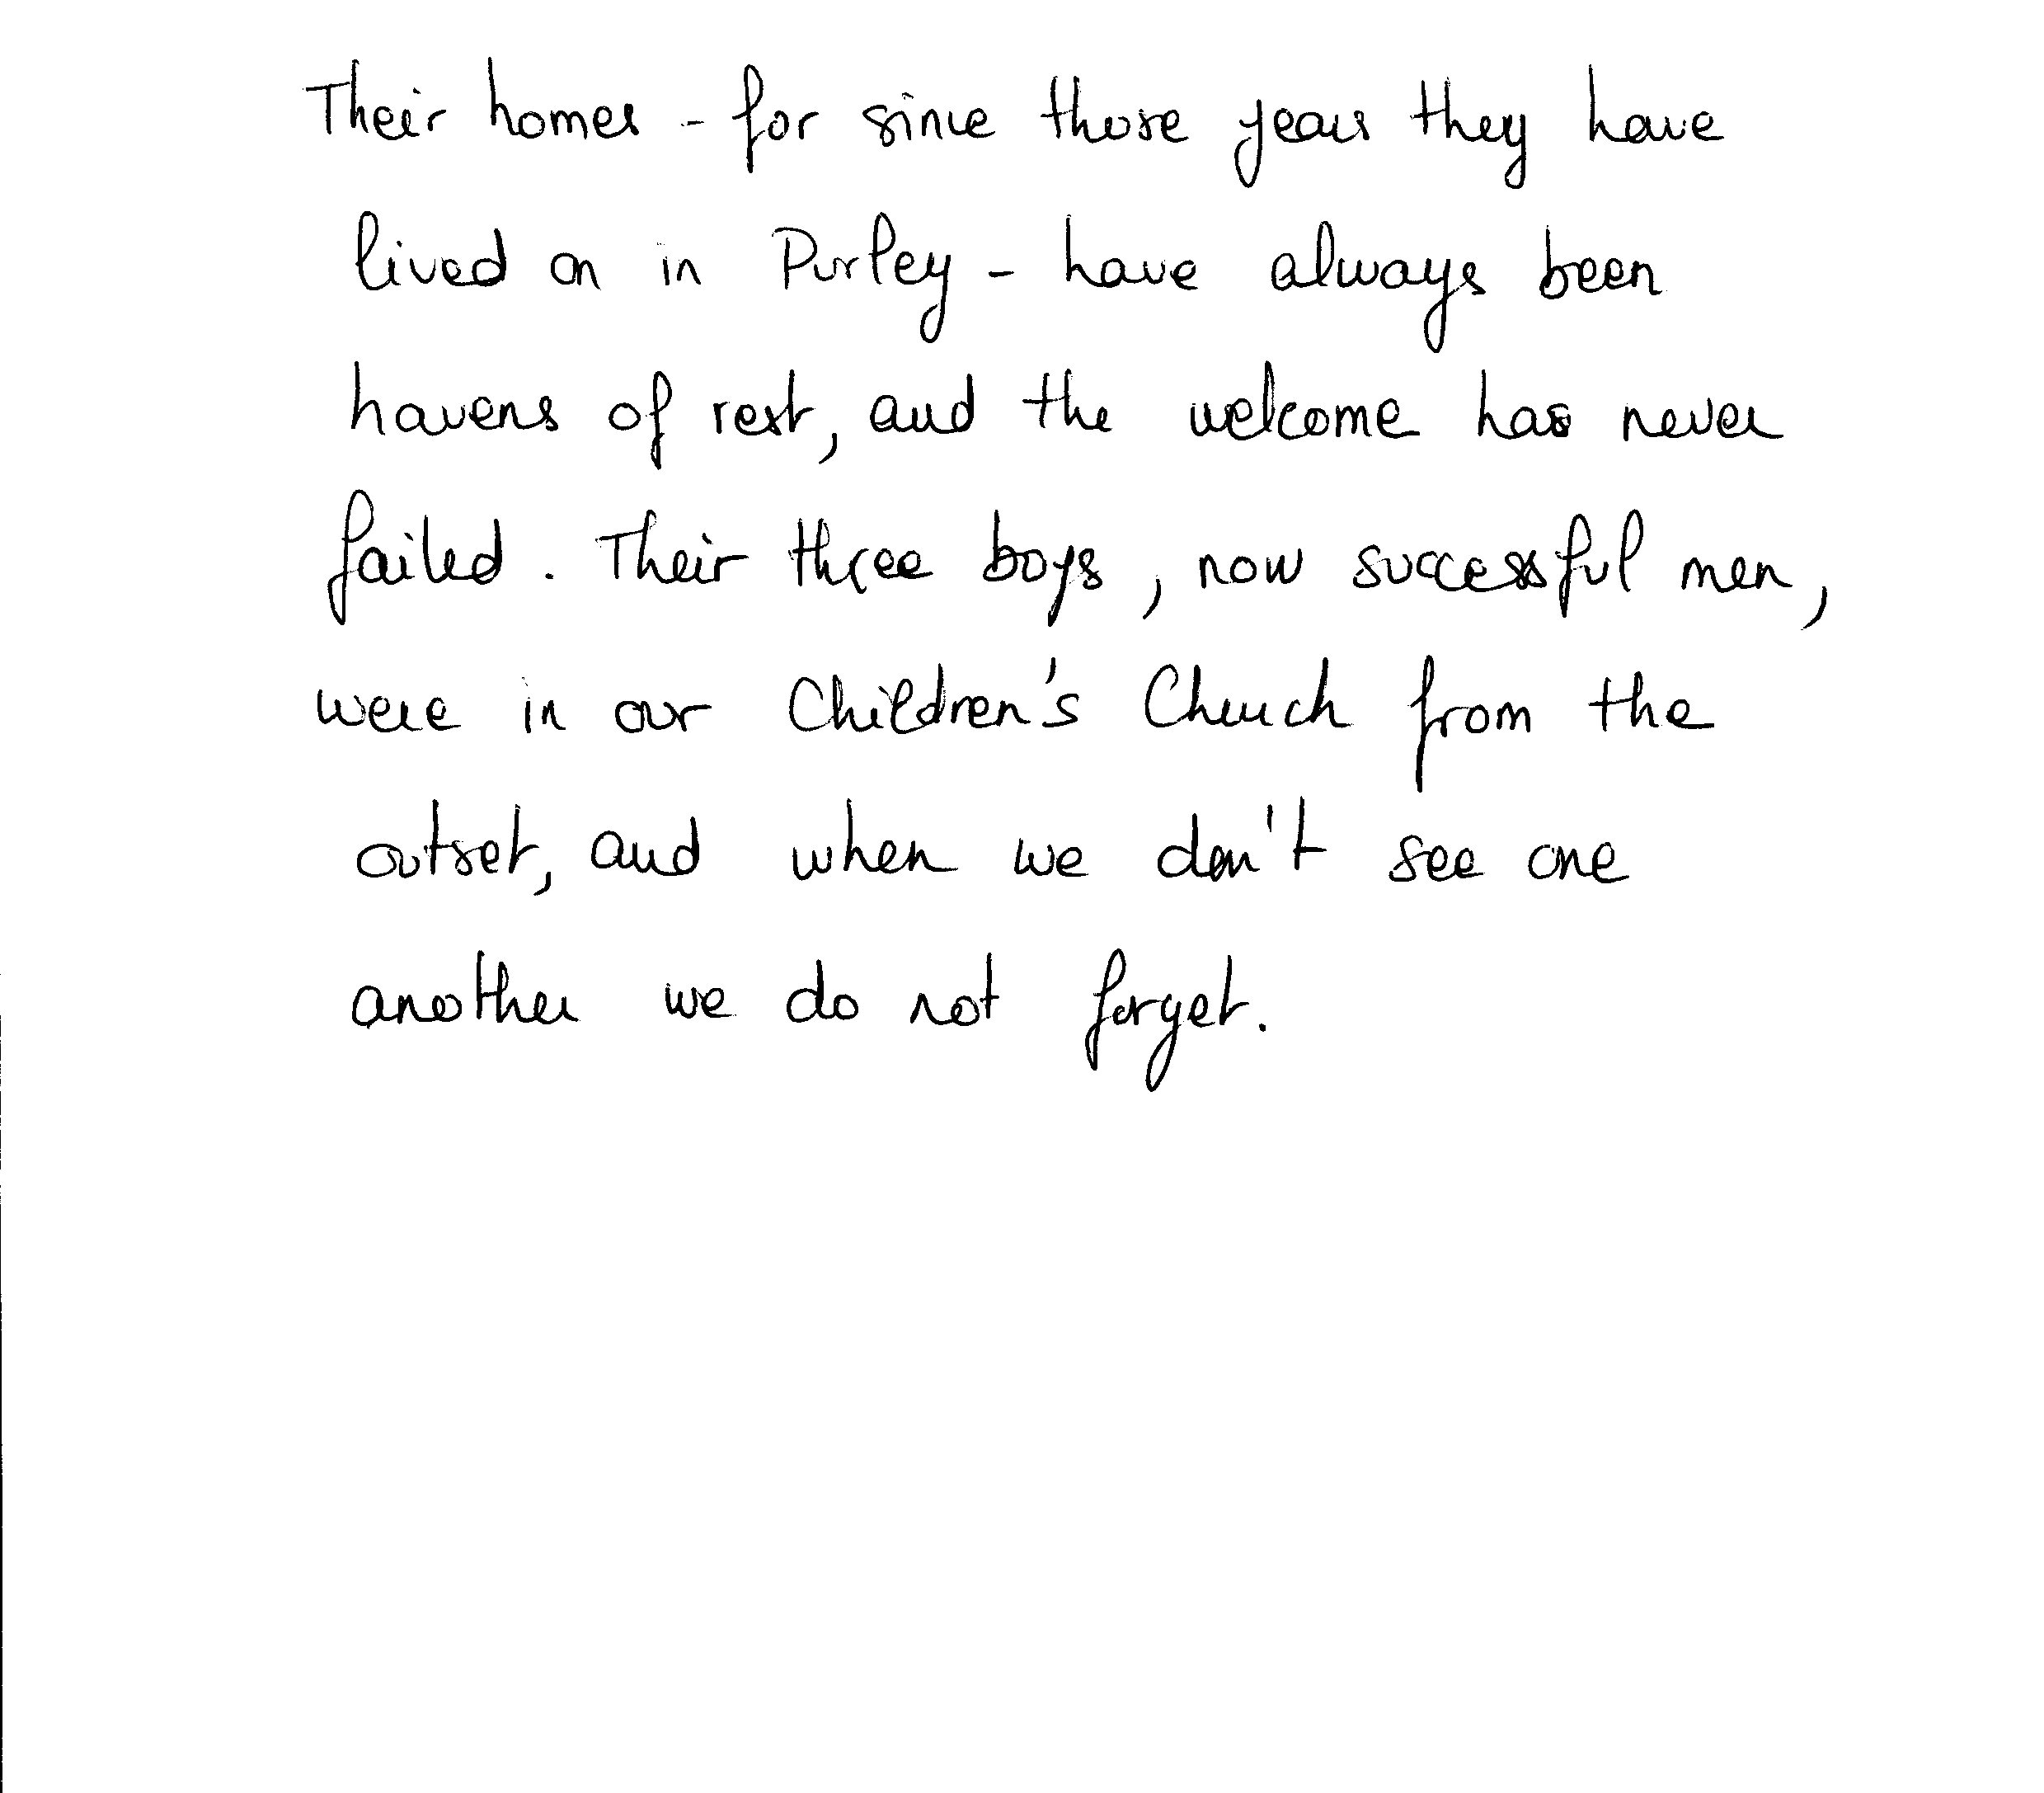 Their homes - for since those years they have
lived on in Purley - have always been
havens of rest, and the welcome has never
failed. Their three boys, now successful men,
were in our Children's Church from the
outset, and when we don't see one
another we do not forget.